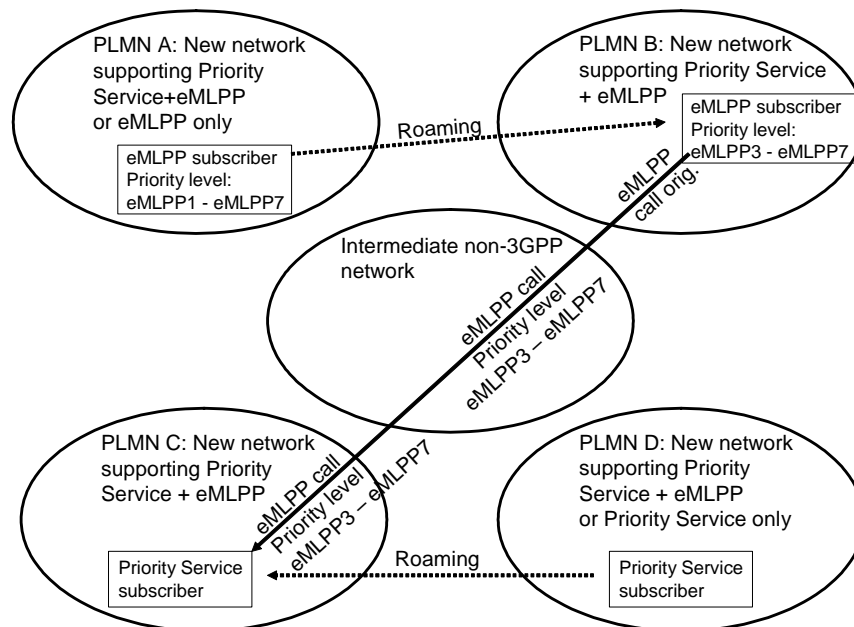 PLMN A: New network
supporting Priority
Service+eMLPP
or eMLPP only
eMLPP subscriber
Priority level:
eMLPP1 - eMLPP7
Roaming
PLMN B: New network
supporting Priority Service
+ eMLPP
eMLPP subscriber
Priority level:
eMLPP3 - eMLPP7
eMLPP
call orig.
Intermediate non-3GPP
network
eMLPP call
Priority level
eMLPP3 – eMLPP7
PLMN C: New network
supporting Priority
Service + eMLPP
eMLPP call
Priority level
eMLPP3 – eMLPP7
Priority Service
subscriber
Roaming
PLMN D: New network
supporting Priority
Service + eMLPP
or Priority Service only
Priority Service
subscriber